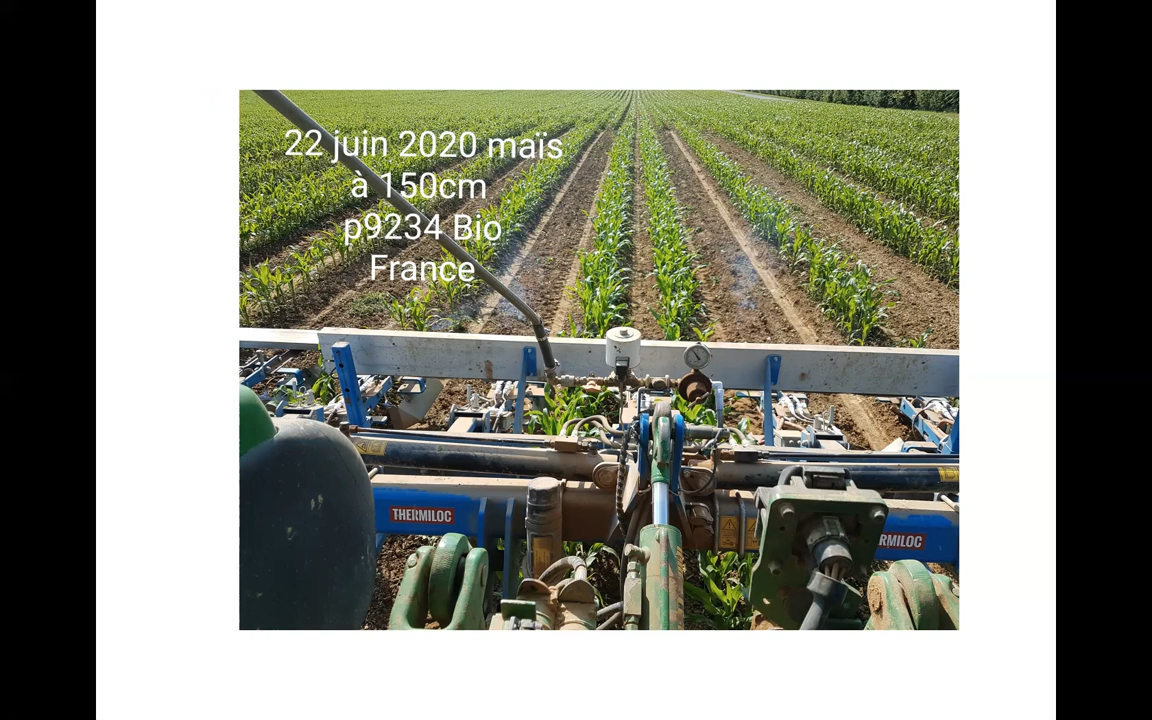 22 juin 2020 maïs
à 150cm
p9234 Bio
France
THERMILOC
RMILOC